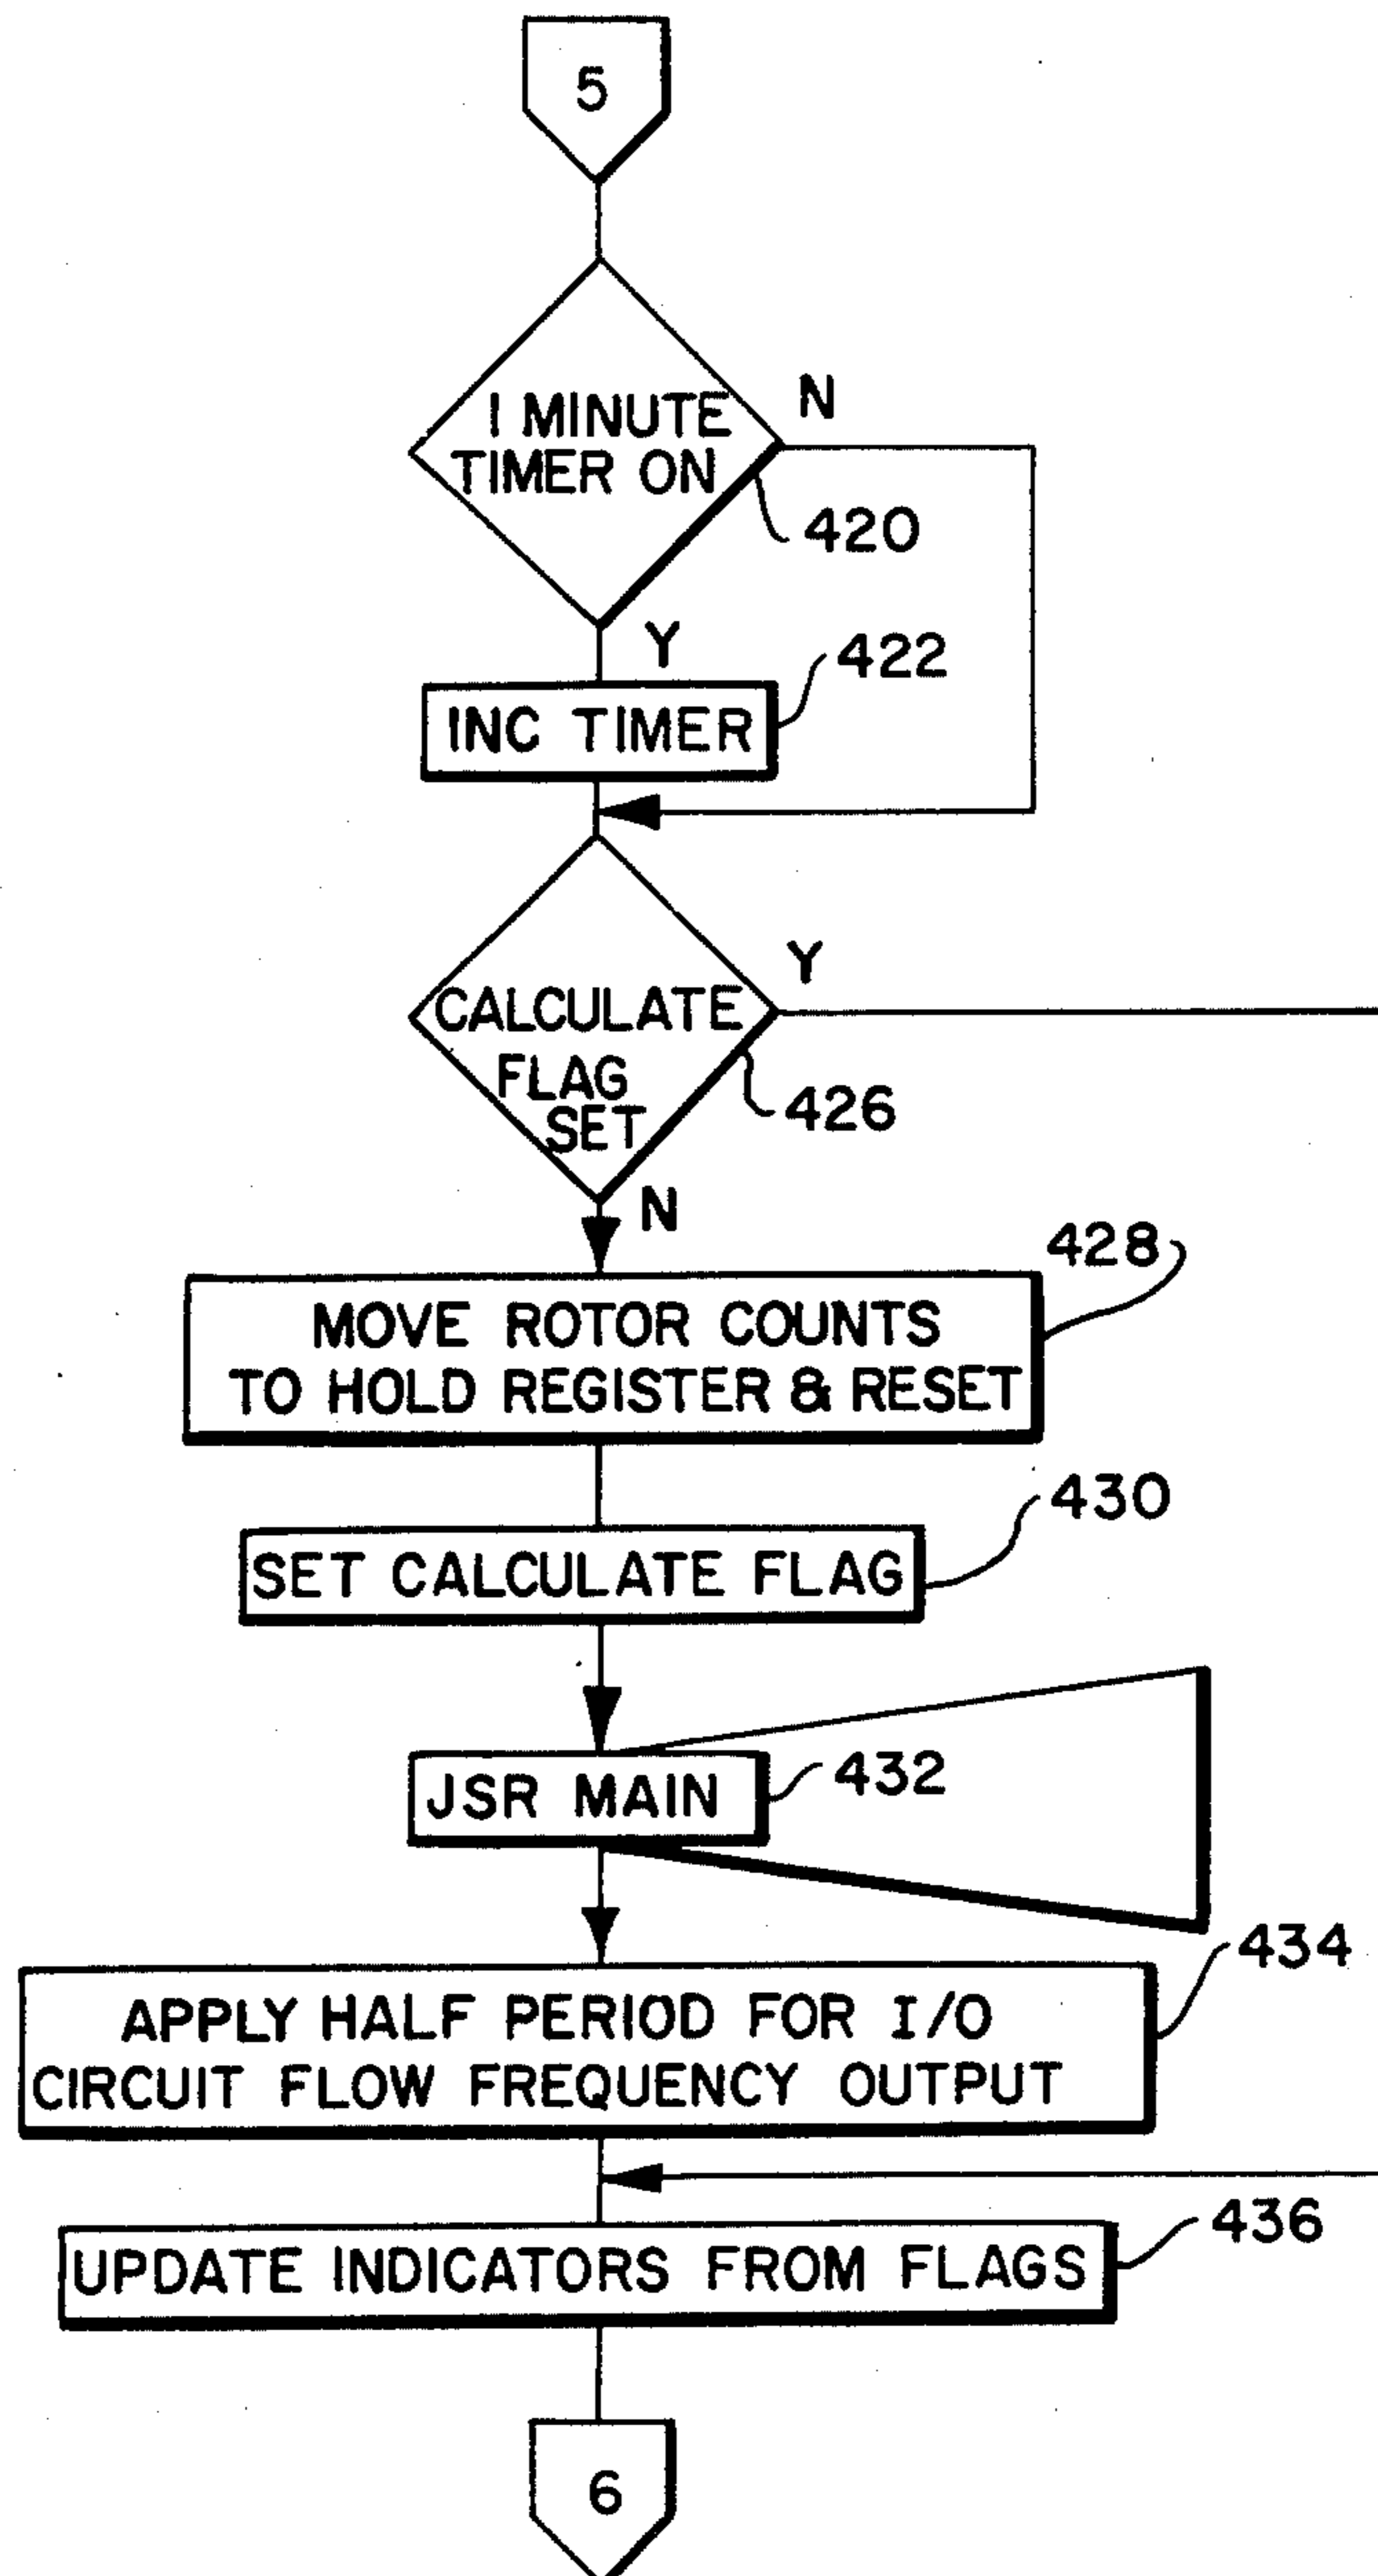 5
1 MINUTE
TIMER ON
N
420
Y
422
INC TIMER
CALCULATE
FLAG
SET
Y
426
N
428
MOVE ROTOR COUNTS
TO HOLD REGISTER & RESET
430
SET CALCULATE FLAG
JSR MAIN
432
434
APPLY HALF PERIOD FOR I/O
CIRCUIT FLOW FREQUENCY OUTPUT
436
UPDATE INDICATORS FROM FLAGS
6